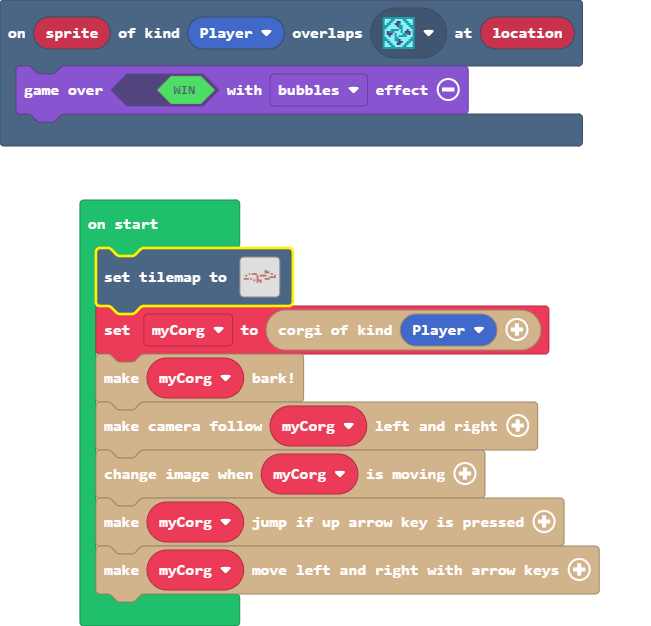 on sprite of kind Player overlaps at location
game over WIN with bubbles effect
on start
set tilemap to
set myCorg to corgi of kind Player
make myCorg bark!
make camera follow myCorg left and right
change image when myCorg is moving
make myCorg jump if up arrow key is pressed
make myCorg move left and right with arrow keys